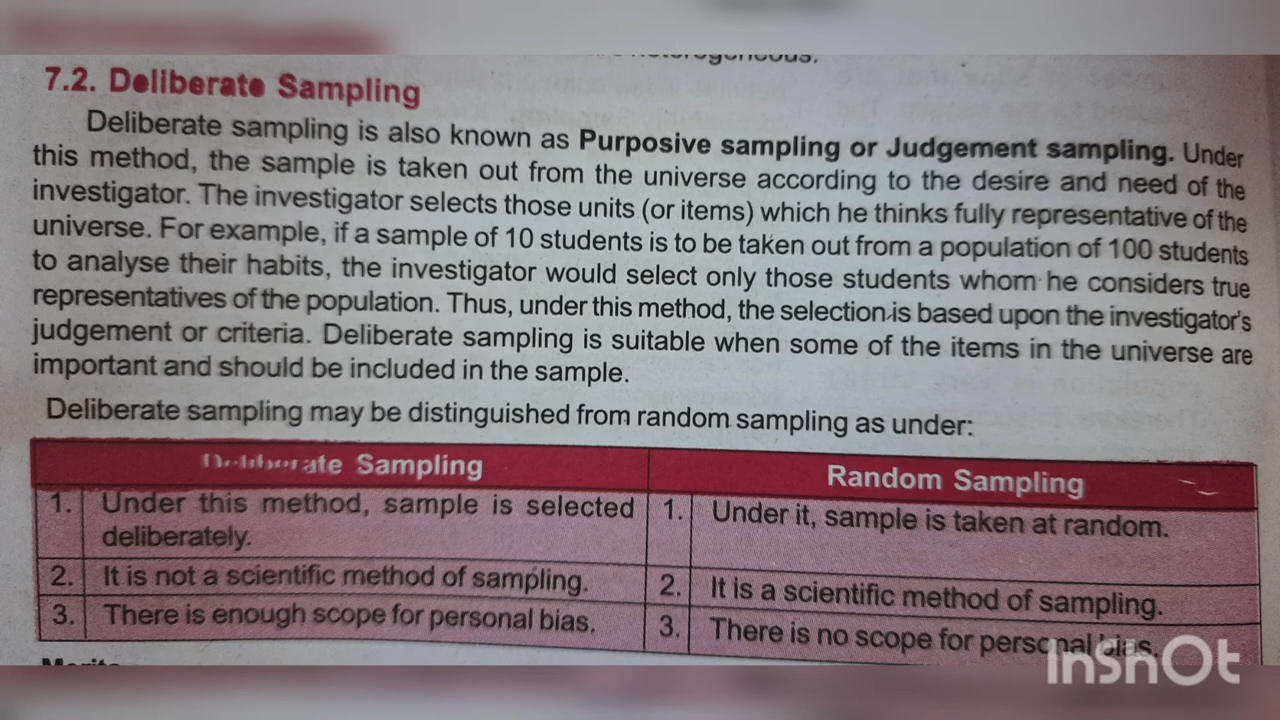 7.2. Deliberate Sampling
Deliberate sampling is also known as Purposive sampling or Judgement sampling. Under
this method, the sample is taken out from the universe according to the desire and need of the
investigator. The investigator selects those units (or items) which he thinks fully representative of the
universe. For example, if a sample of 10 students is to be taken out from a population of 100 students
to analyse their habits, the investigator would select only those students whom he considers true
representatives of the population. Thus, under this method, the selection is based upon the investigator's
judgement or criteria. Deliberate sampling is suitable when some of the items in the universe are
important and should be included in the sample.
Deliberate sampling may be distinguished from random sampling as under:
Deliberate Sampling
Random Sampling
1. Under this method, sample is selected
deliberately.
1. Under it, sample is taken at random.
2. It is not a scientific method of sampling.
2. It is a scientific method of sampling.
3. There is enough scope for personal bias.
3. There is no scope for personal bias.
InShOt